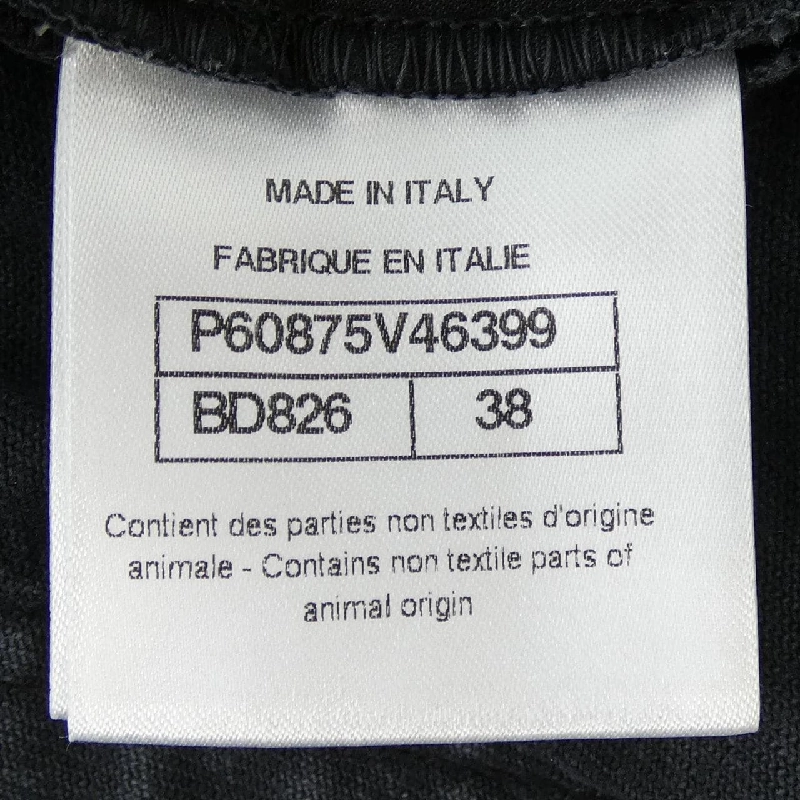 MADE IN ITALY
FABRIQUE EN ITALIE
P60875V46399
BD826 38
Contient des parties non textiles d'origine
animale - Contains non textile parts of
animal origin